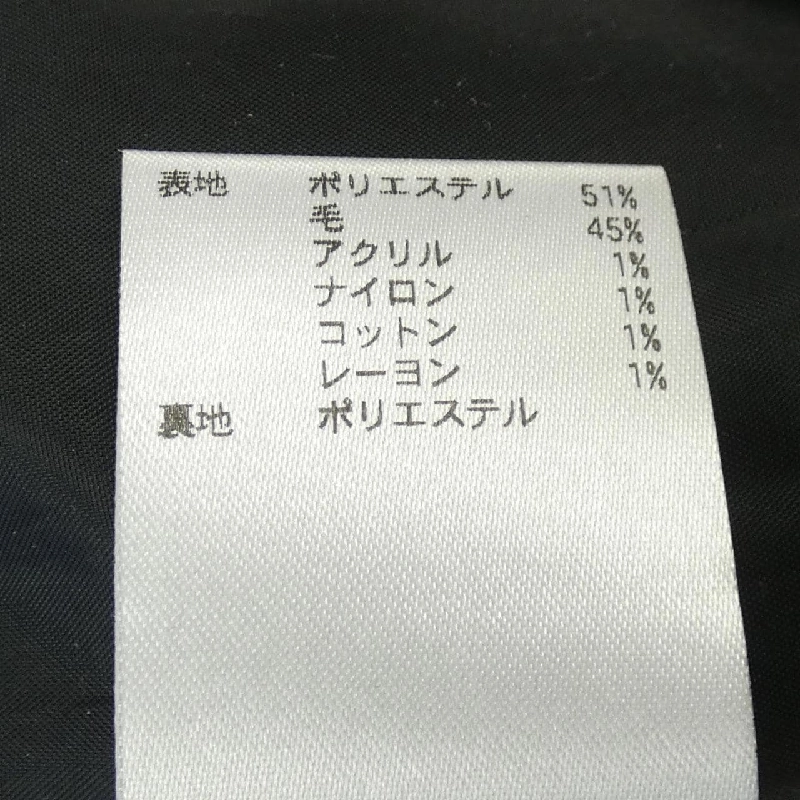 表地 ポリエステル 51%
毛 45%
アクリル 1%
ナイロン 1%
コットン 1%
レーヨン 1%
裏地 ポリエステル